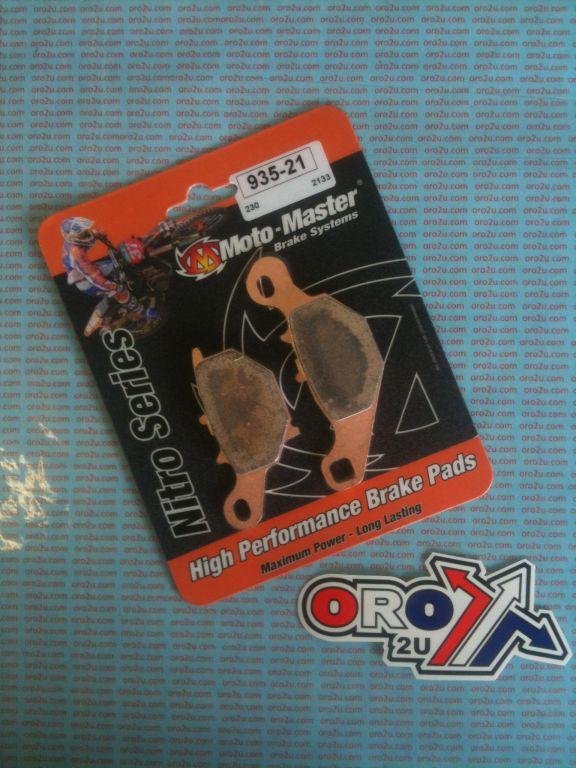 935-21
230 2133
Moto-Master
Brake Systems
Nitro Series
High Performance Brake Pads
Maximum Power - Long Lasting
ORO
2U
oro2u.com